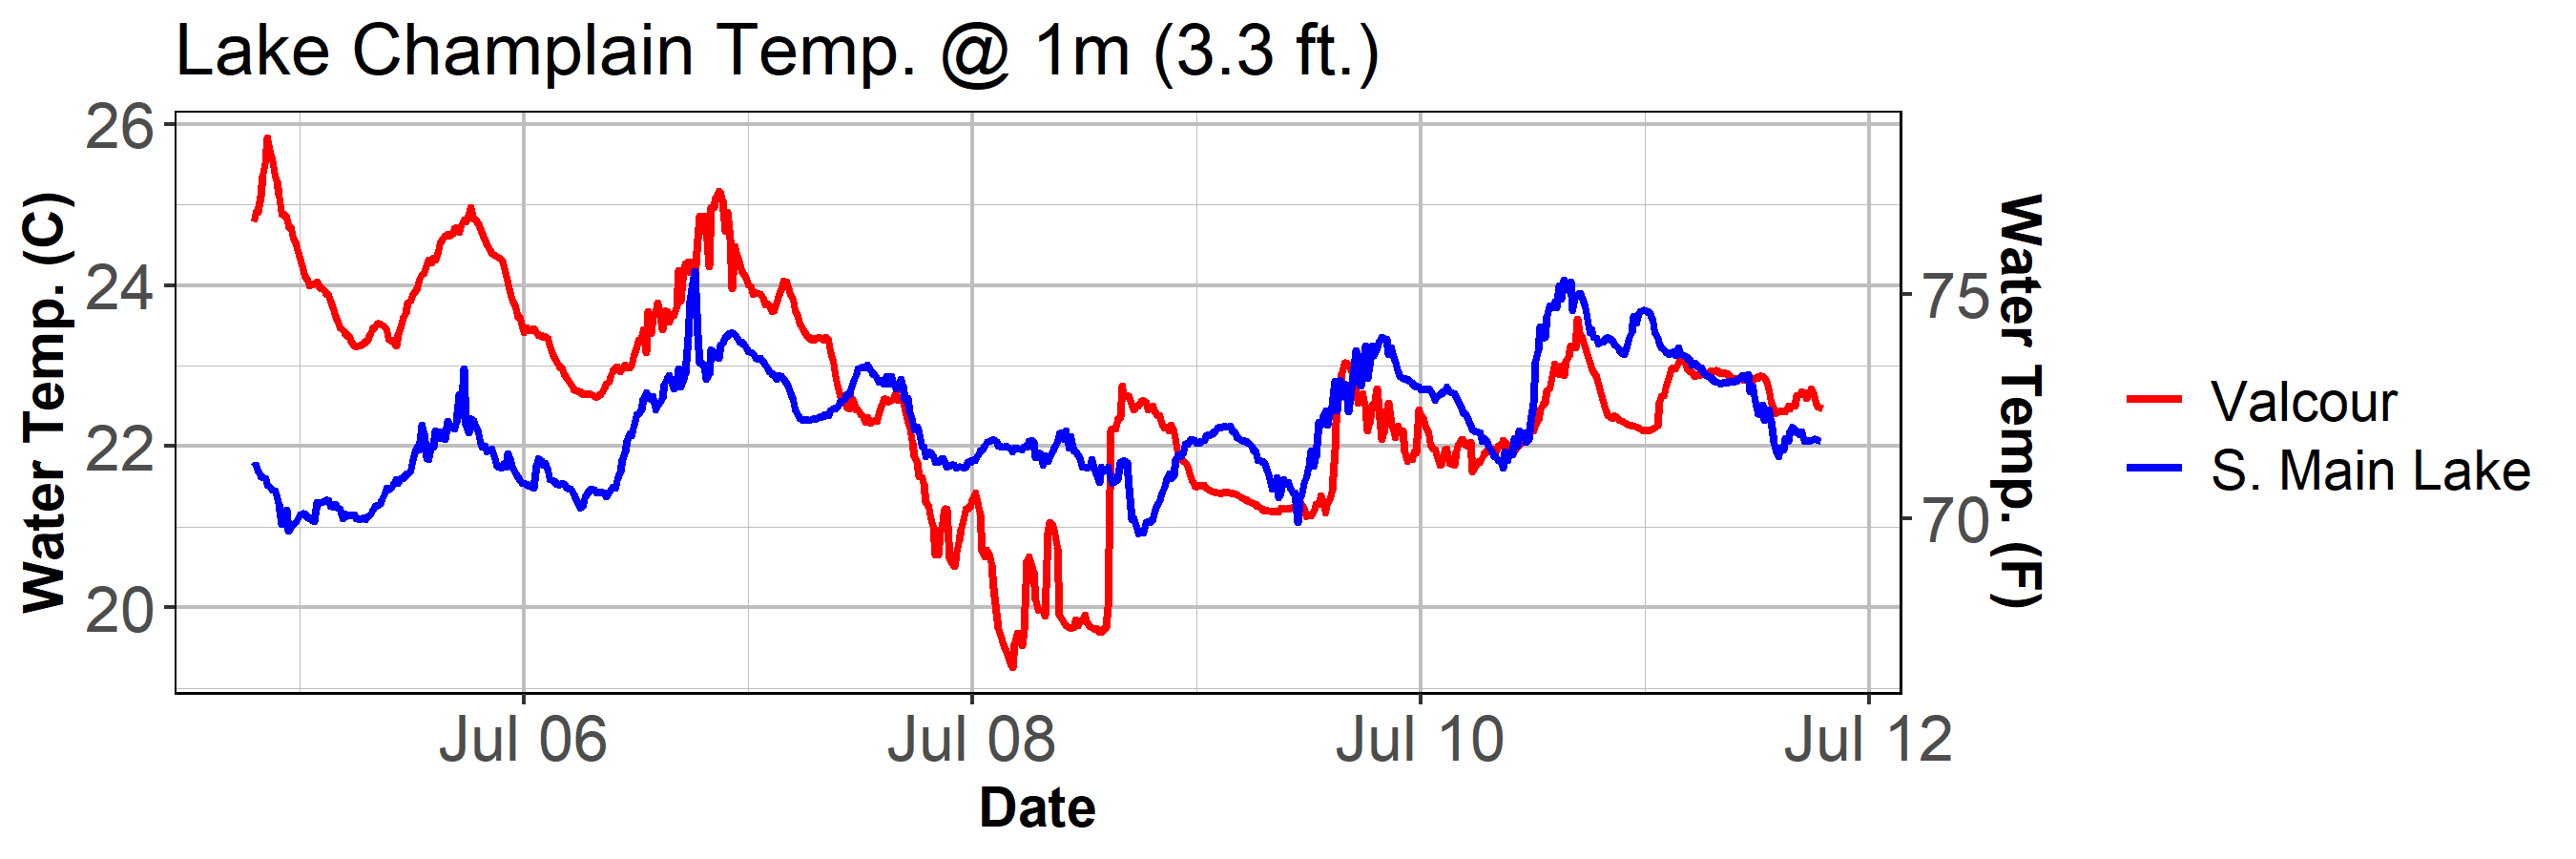 Lake Champlain Temp. @ 1m (3.3 ft.)
Water Temp. (C)
26
24
22
20
75
70
Water Temp. (F)
Jul 06
Jul 08
Jul 10
Jul 12
Date
Valcour
S. Main Lake